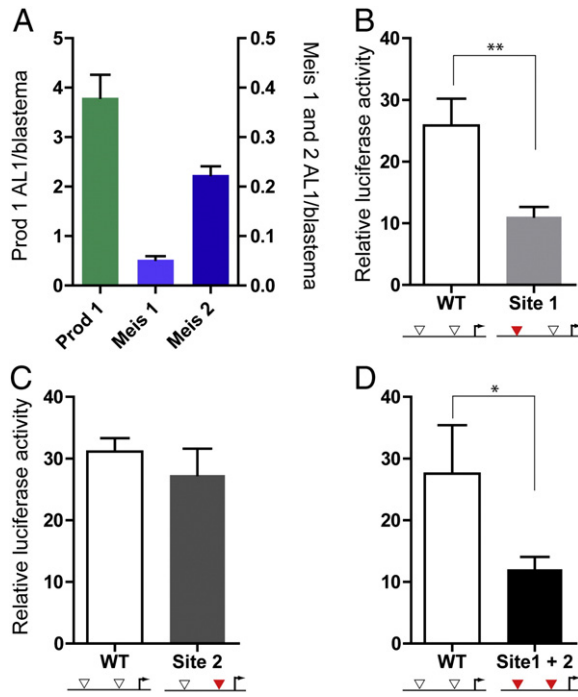 A
Prod 1 AL1/blastema
5
4
3
2
1
0
0.5
0.4
0.3
0.2
0.1
0.0
Meis 1 and 2 AL1/blastema
Prod 1
Meis 1
Meis 2
B
Relative luciferase activity
40
30
20
10
0
**
WT
Site 1
C
Relative luciferase activity
40
30
20
10
0
WT
Site 2
D
Relative luciferase activity
40
30
20
10
0
*
WT
Site1 + 2